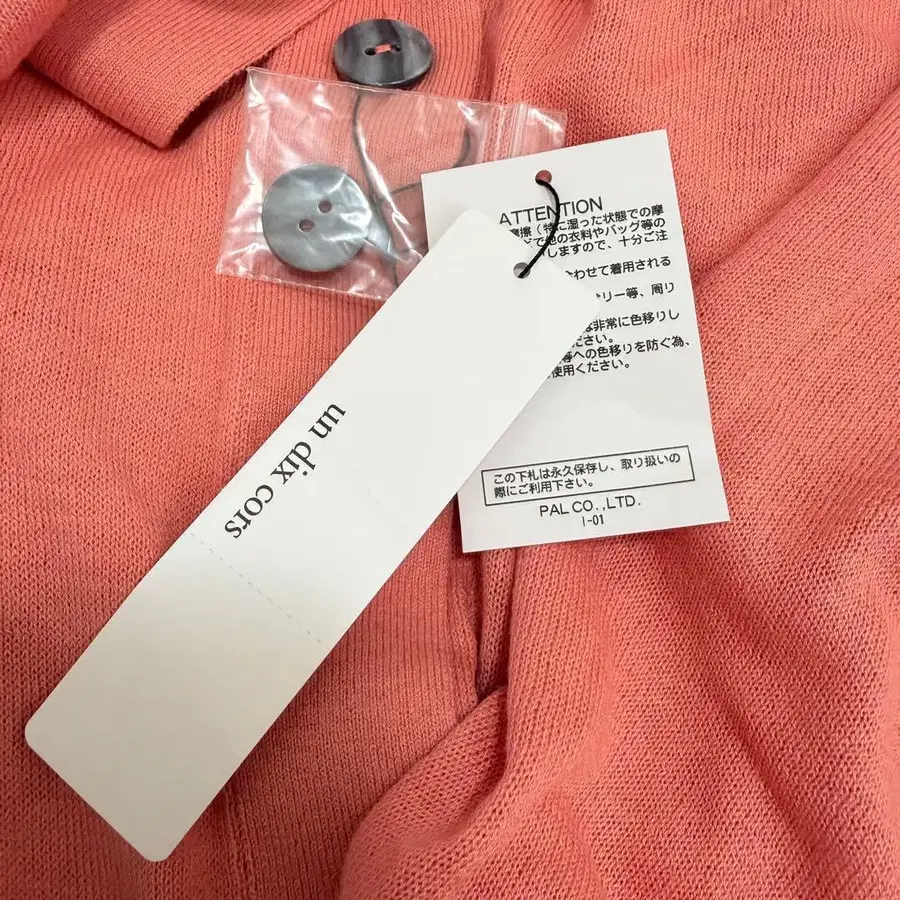 ATTENTION
摩擦（特に湿った状態での摩
の衣料やバッグ等の
しますので、十分ご注
わせて着用される
サリー等、周り
非常に色移りし
ださい。
等への色移りを防ぐ為、
使用ください。
この下札は永久保存し、取り扱いの
際にご利用下さい。
PAL CO.,LTD.
I-01
un dix cors